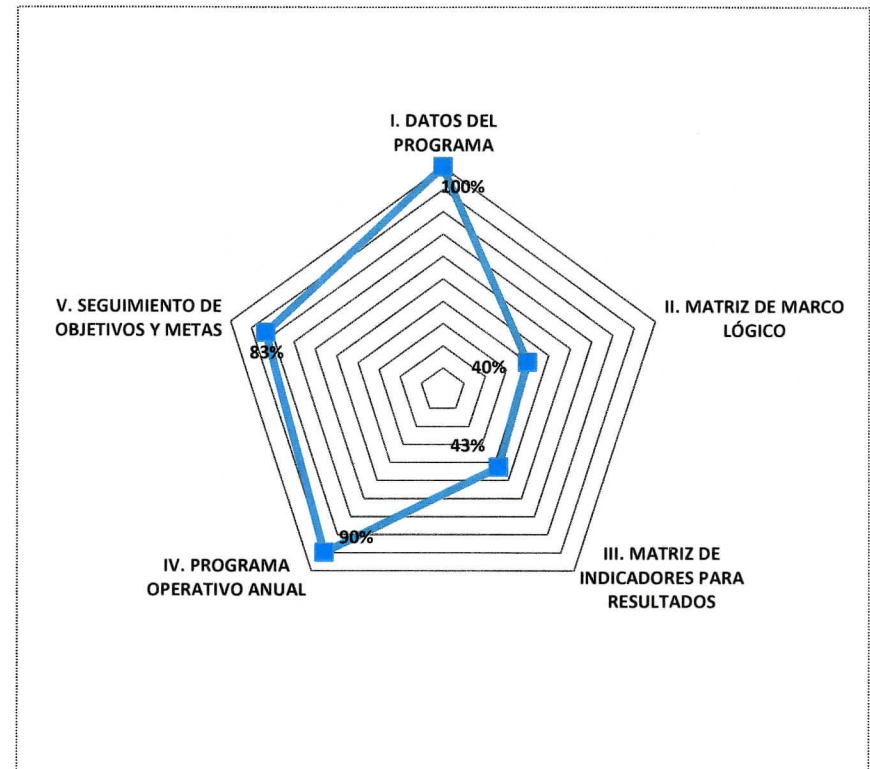 I. DATOS DEL
PROGRAMA
100%
II. MATRIZ DE MARCO
LÓGICO
40%
III. MATRIZ DE
INDICADORES PARA
RESULTADOS
43%
IV. PROGRAMA
OPERATIVO ANUAL
90%
V. SEGUIMIENTO DE
OBJETIVOS Y METAS
83%